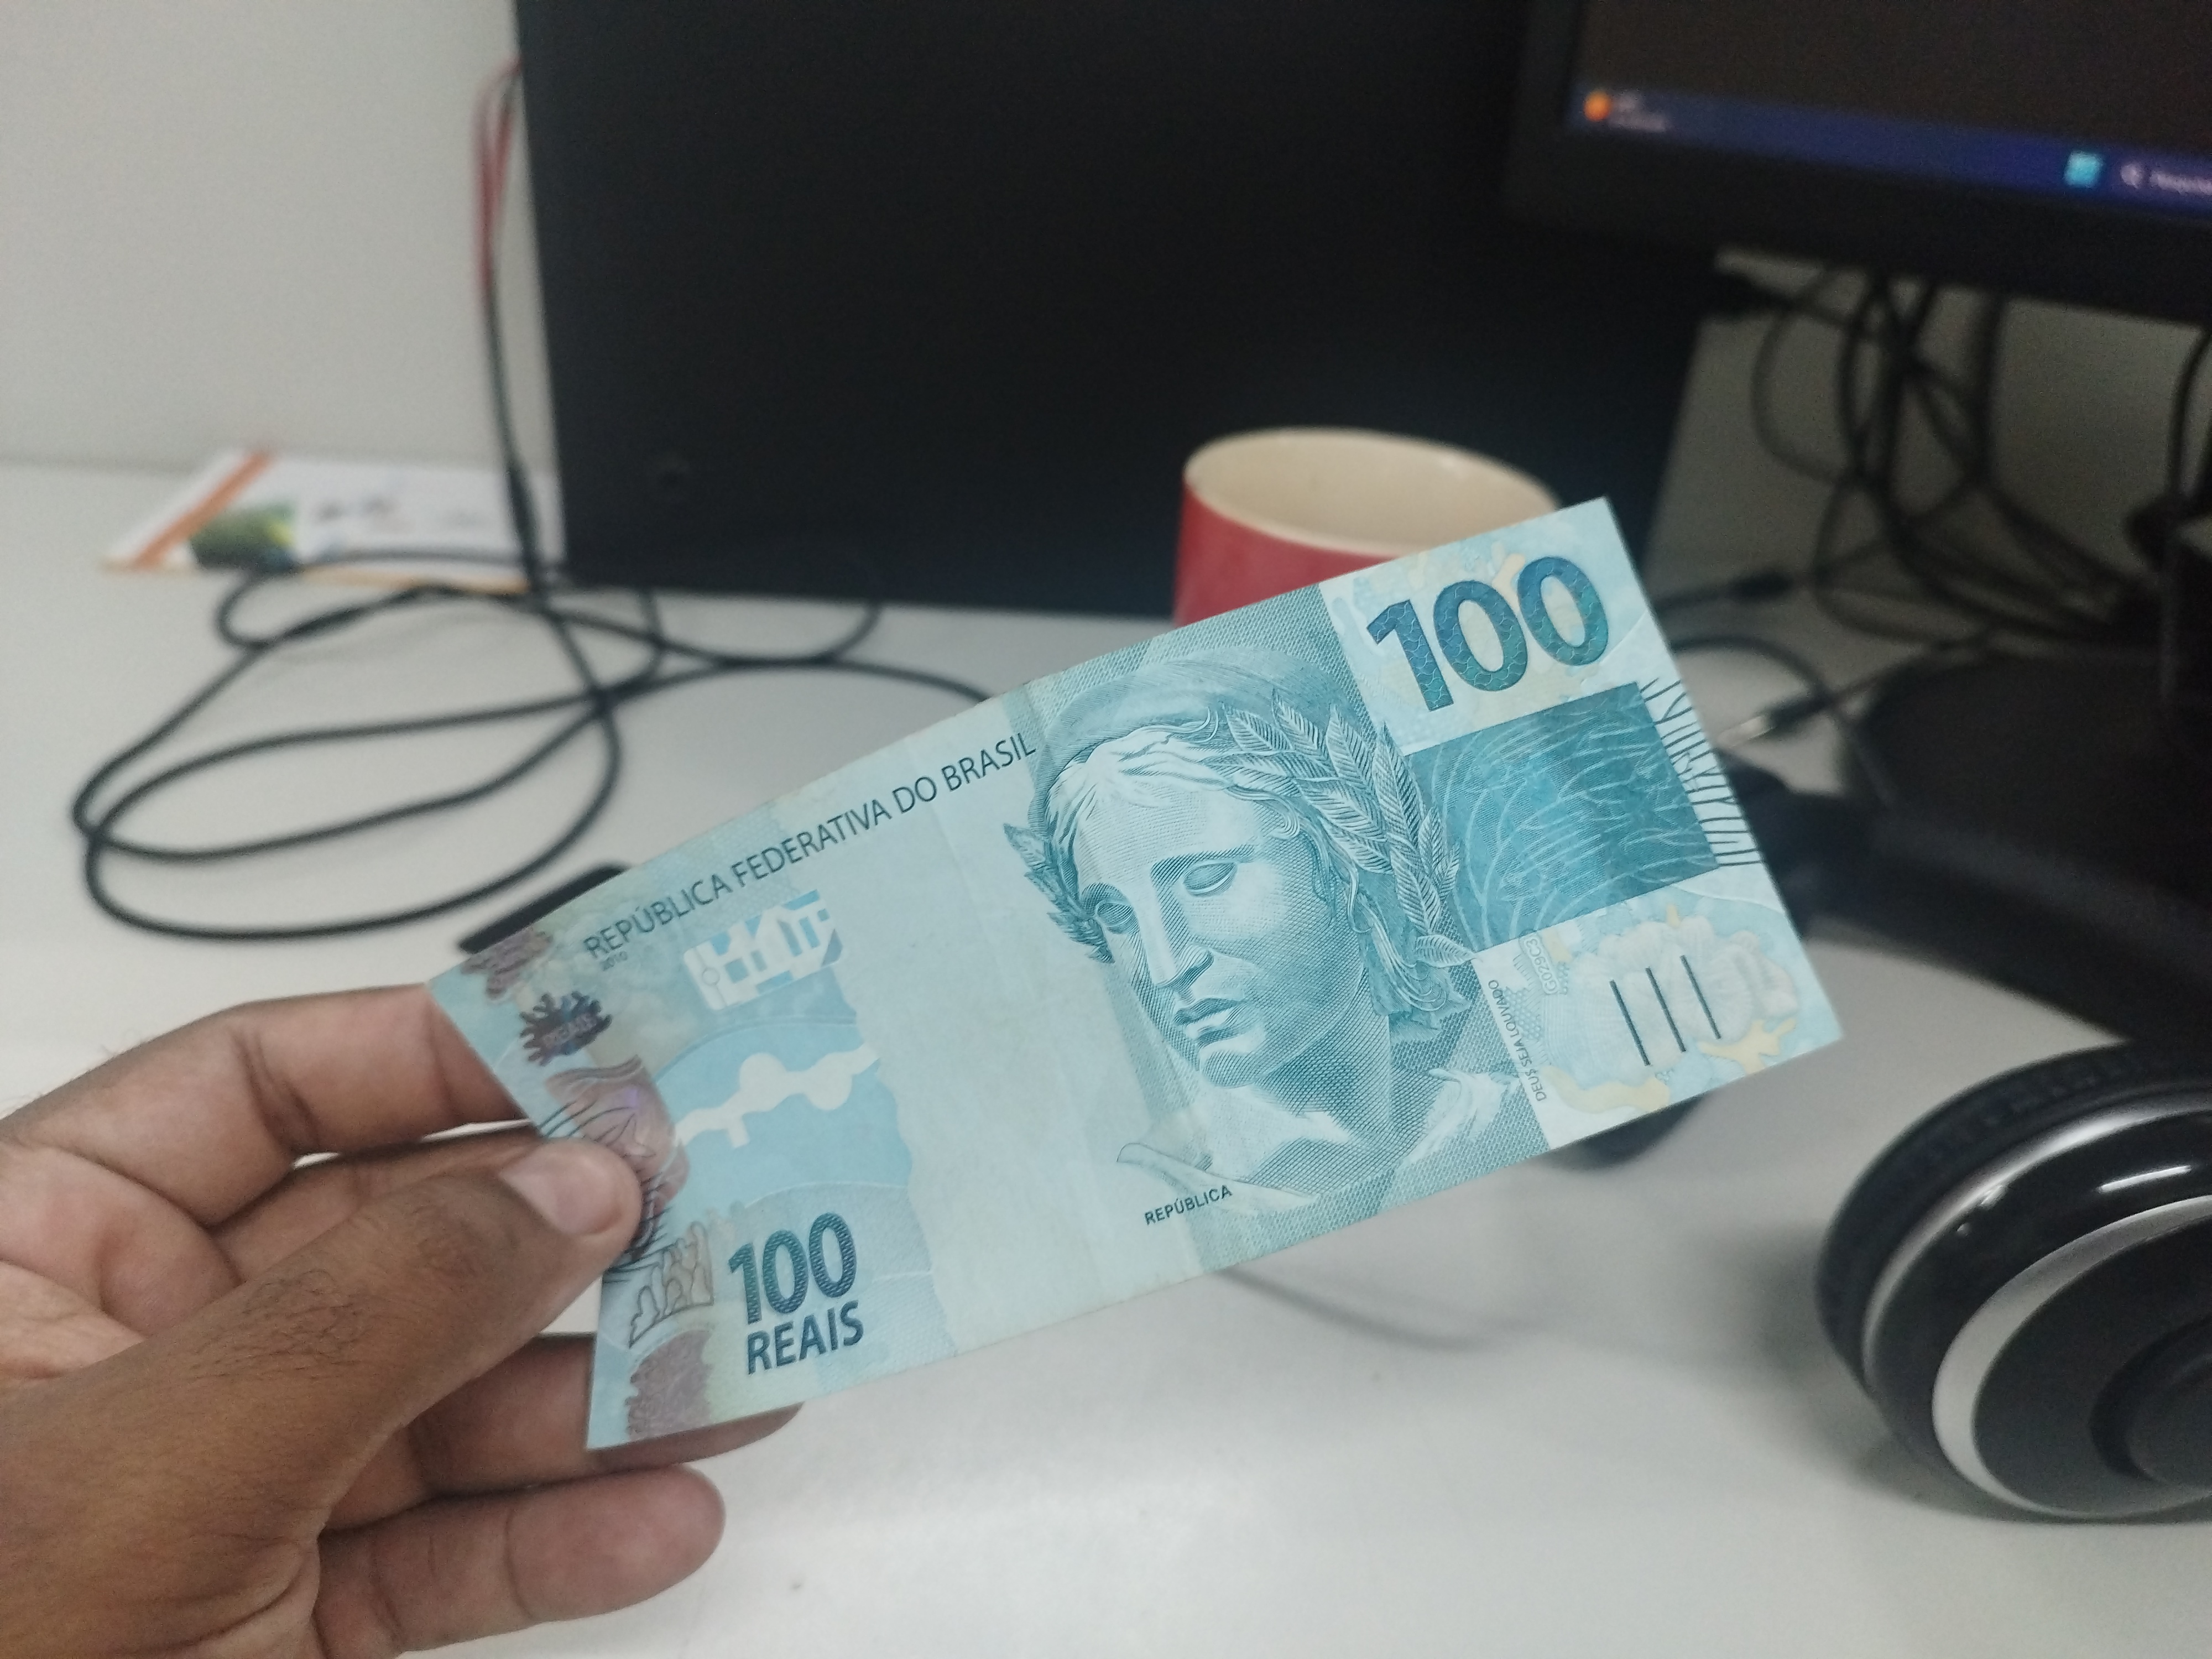 100
REPÚBLICA FEDERATIVA DO BRASIL
2010
REAIS
DEUS SEJA LOUVADO
REPÚBLICA
100
REAIS